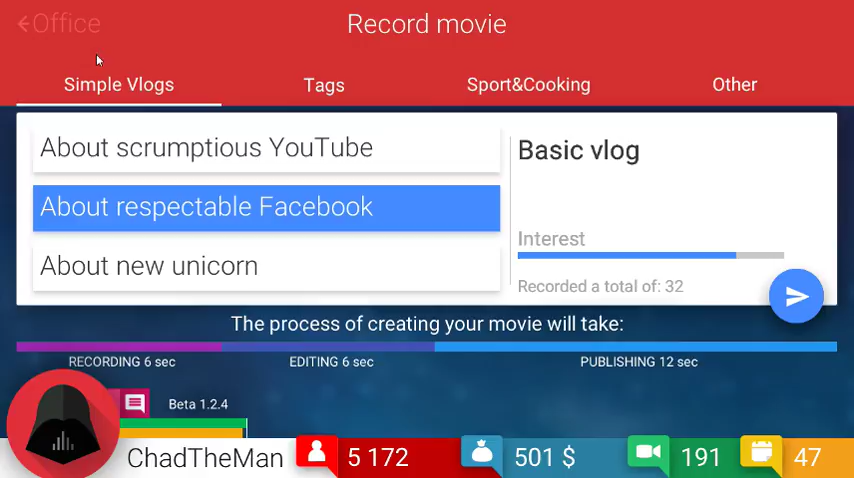 Office
Record movie
Simple Vlogs
Tags
Sport&Cooking
Other
About scrumptious YouTube
About respectable Facebook
About new unicorn
Basic vlog
Interest
Recorded a total of: 32
The process of creating your movie will take:
RECORDING 6 sec
EDITING 6 sec
PUBLISHING 12 sec
Beta 1.2.4
ChadTheMan
5 172
501 $
191
47